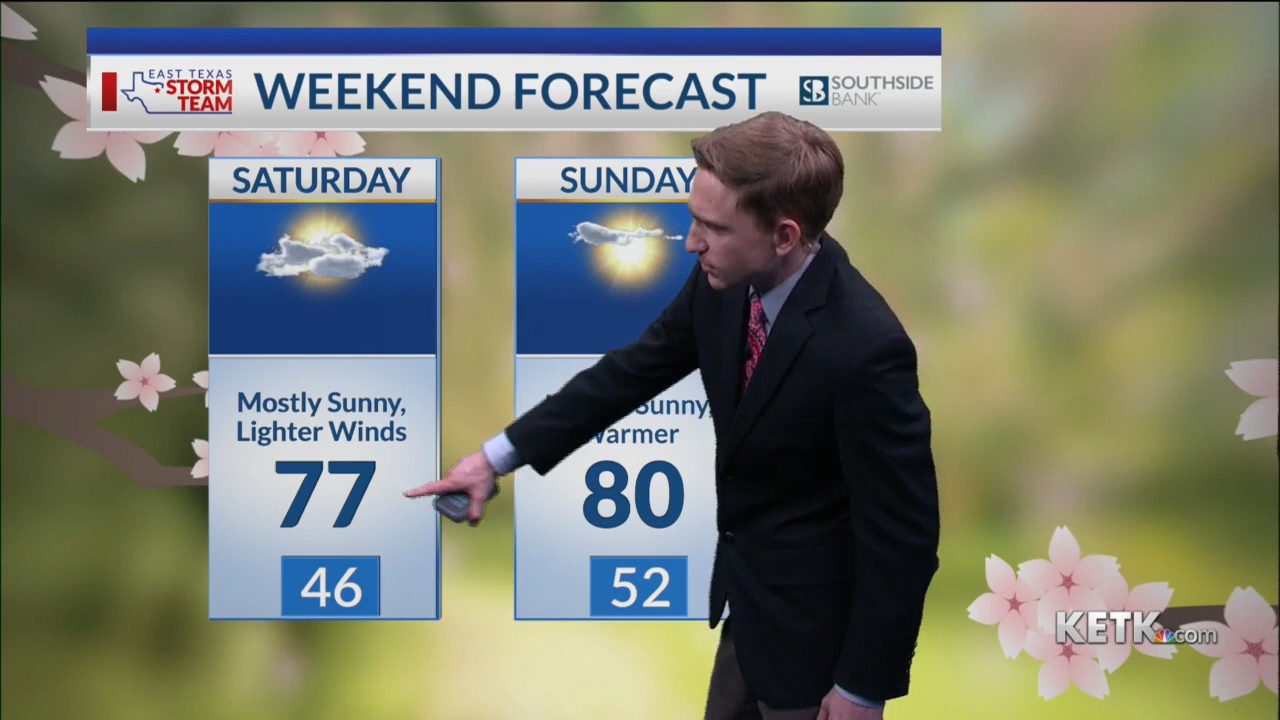 EAST TEXAS
STORM
TEAM
WEEKEND FORECAST
SB
SOUTHSIDE
BANK
SATURDAY
Mostly Sunny,
Lighter Winds
77
46
SUNDAY
Sunny,
Warmer
80
52
KETK.com